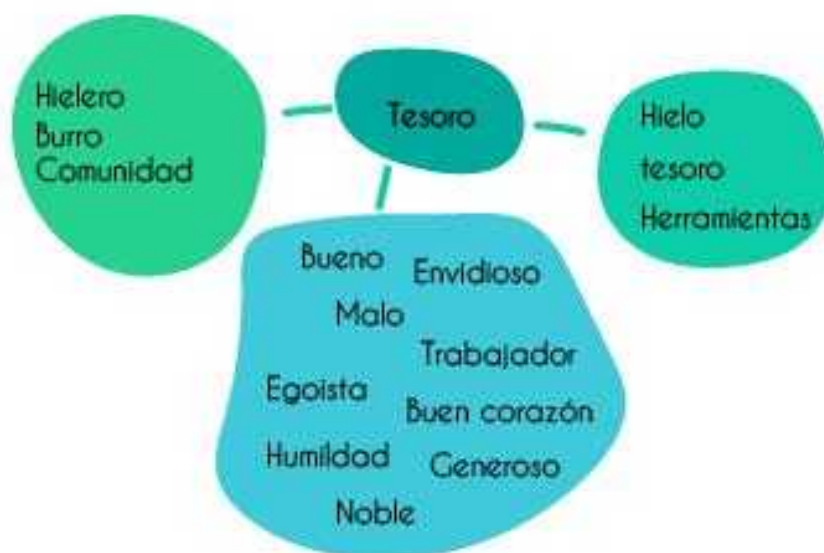 Tesoro
Hielero
Burro
Comunidad
Hielo
tesoro
Herramientas
Bueno
Envidioso
Malo
Trabajador
Egoista
Buen corazón
Humildad
Generoso
Noble